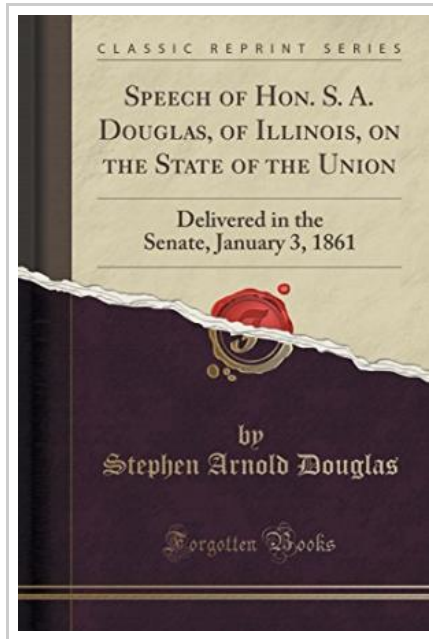 CLASSIC REPRINT SERIES
SPEECH OF HON. S. A.
DOUGLAS, OF ILLINOIS, ON
THE STATE OF THE UNION
Delivered in the
Senate, January 3, 1861
by
Stephen Arnold Douglas
Forgotten Books